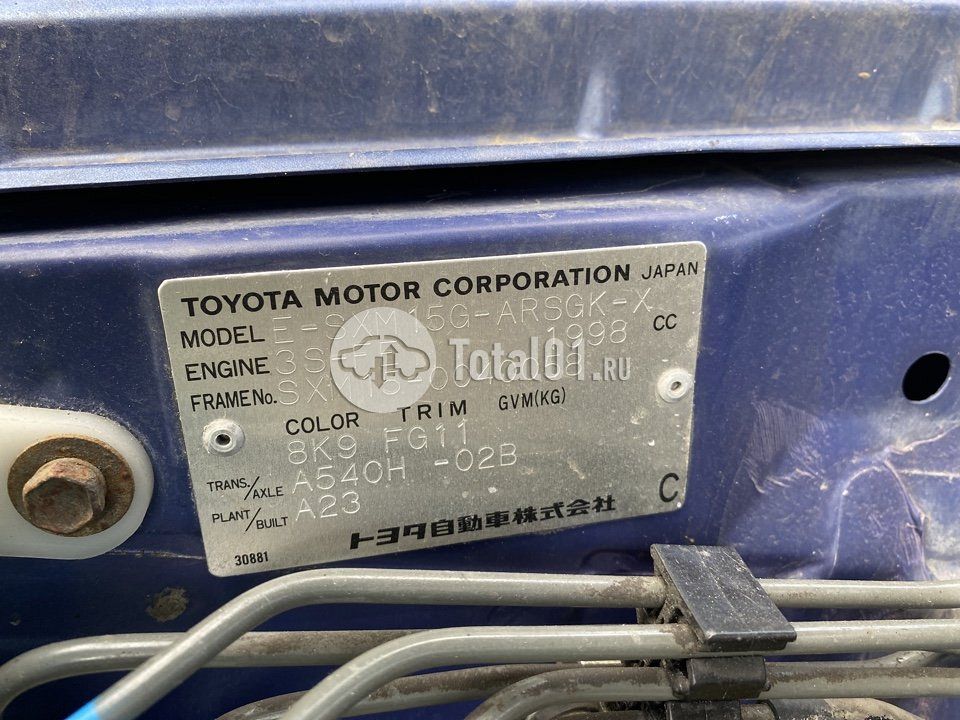 TOYOTA MOTOR CORPORATION JAPAN
MODEL E-SXM15G-ARSGK-X
ENGINE 1998 CC
FRAME No.
COLOR TRIM GVM(KG)
8K9 FG11
TRANS./AXLE A540H -02B
PLANT/BUILT A23
C
30881 トヨタ自動車株式会社
Total01.RU